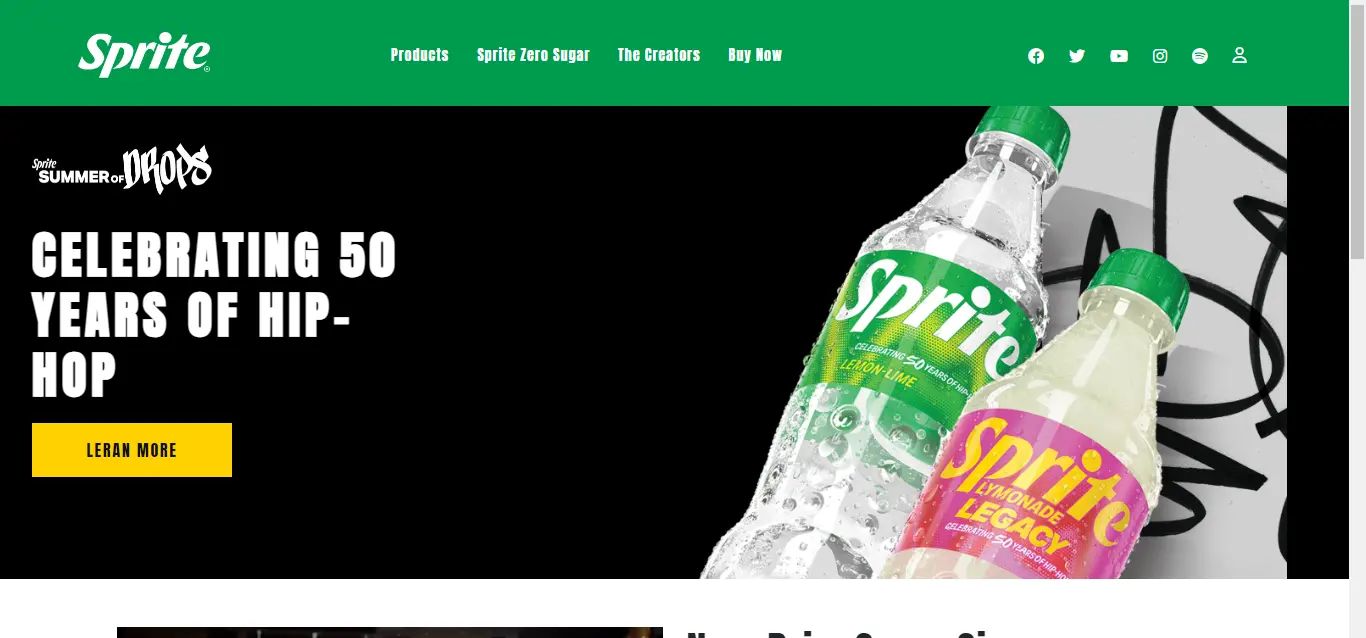 Sprite
Products Sprite Zero Sugar The Creators Buy Now
Sprite
SUMMER OF DROPS
CELEBRATING 50
YEARS OF HIP-
HOP
LERAN MORE
Sprite
CELEBRATING 50 YEARS OF HIP-
LEMON-LIME
Sprite
LYMONADE
LEGACY
CELEBRATING 50 YEARS OF HIP-HOP